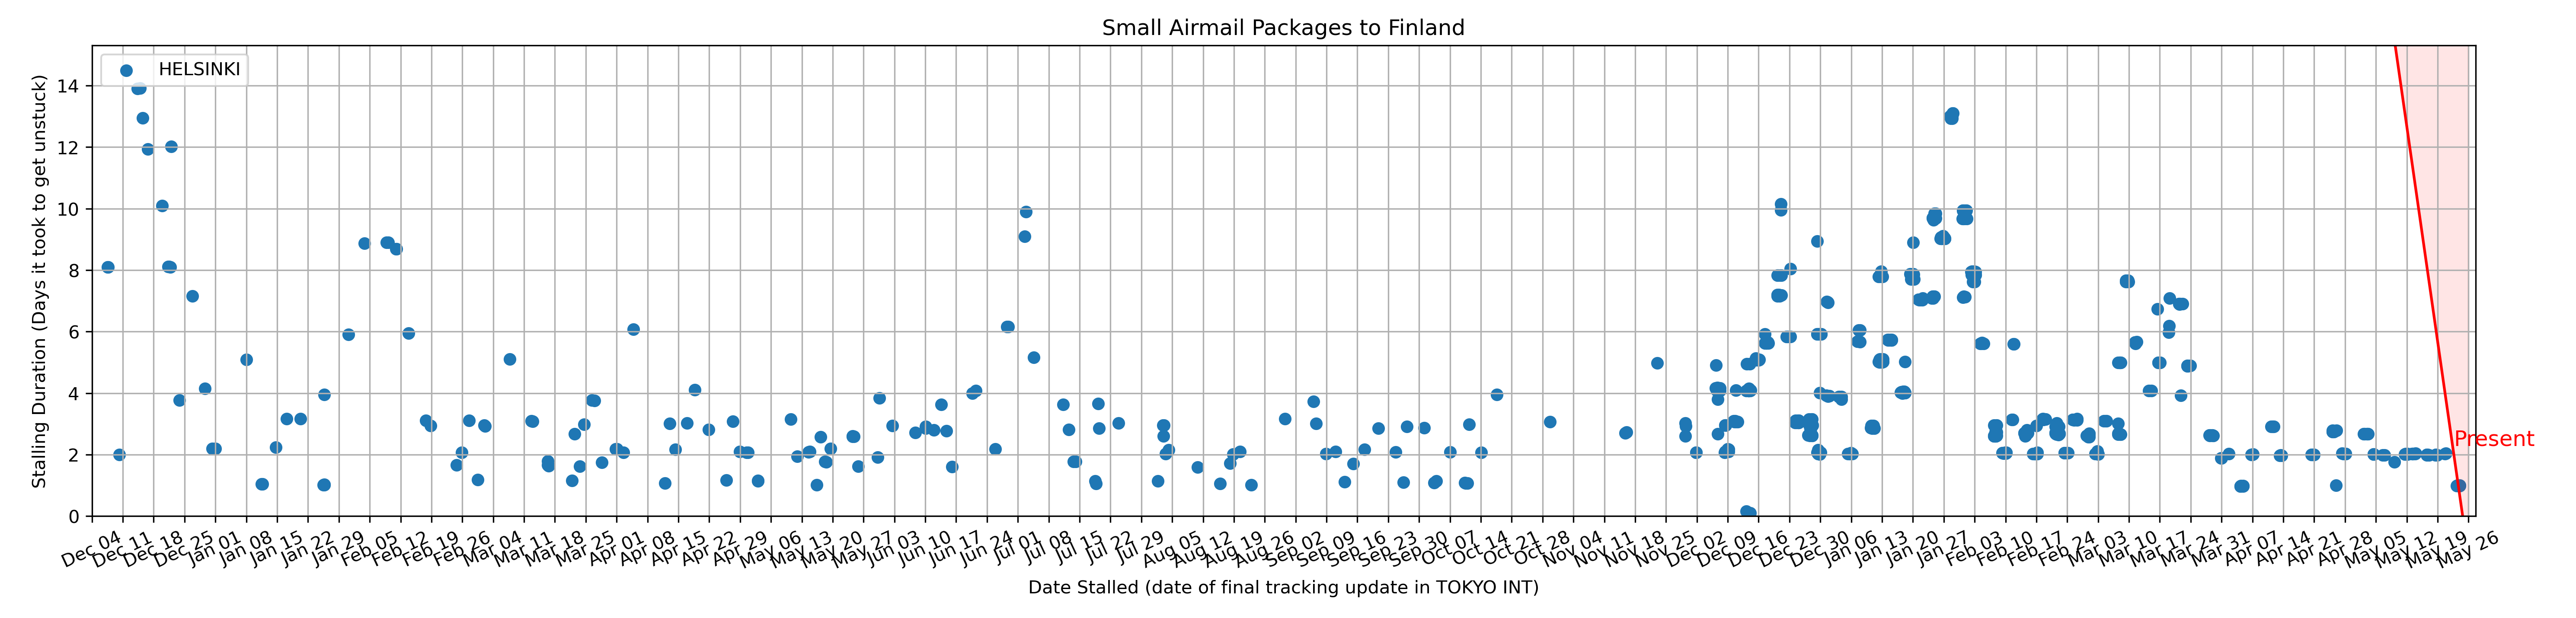 Small Airmail Packages to Finland
HELSINKI
Stalling Duration (Days it took to get unstuck)
14
12
10
8
6
4
2
0
Present
Dec 04 Dec 11 Dec 18 Dec 25 Jan 01 Jan 08 Jan 15 Jan 22 Jan 29 Feb 05 Feb 12 Feb 19 Feb 26 Mar 04 Mar 11 Mar 18 Mar 25 Apr 01 Apr 08 Apr 15 Apr 22 Apr 29 May 06 May 13 May 20 May 27 Jun 03 Jun 10 Jun 17 Jun 24 Jul 01 Jul 08 Jul 15 Jul 22 Jul 29 Aug 05 Aug 12 Aug 19 Aug 26 Sep 02 Sep 09 Sep 16 Sep 23 Sep 30 Oct 07 Oct 14 Oct 21 Oct 28 Nov 04 Nov 11 Nov 18 Nov 25 Dec 02 Dec 09 Dec 16 Dec 23 Dec 30 Jan 06 Jan 13 Jan 20 Jan 27 Feb 03 Feb 10 Feb 17 Feb 24 Mar 03 Mar 10 Mar 17 Mar 24 Mar 31 Apr 07 Apr 14 Apr 21 Apr 28 May 05 May 12 May 19 May 26
Date Stalled (date of final tracking update in TOKYO INT)